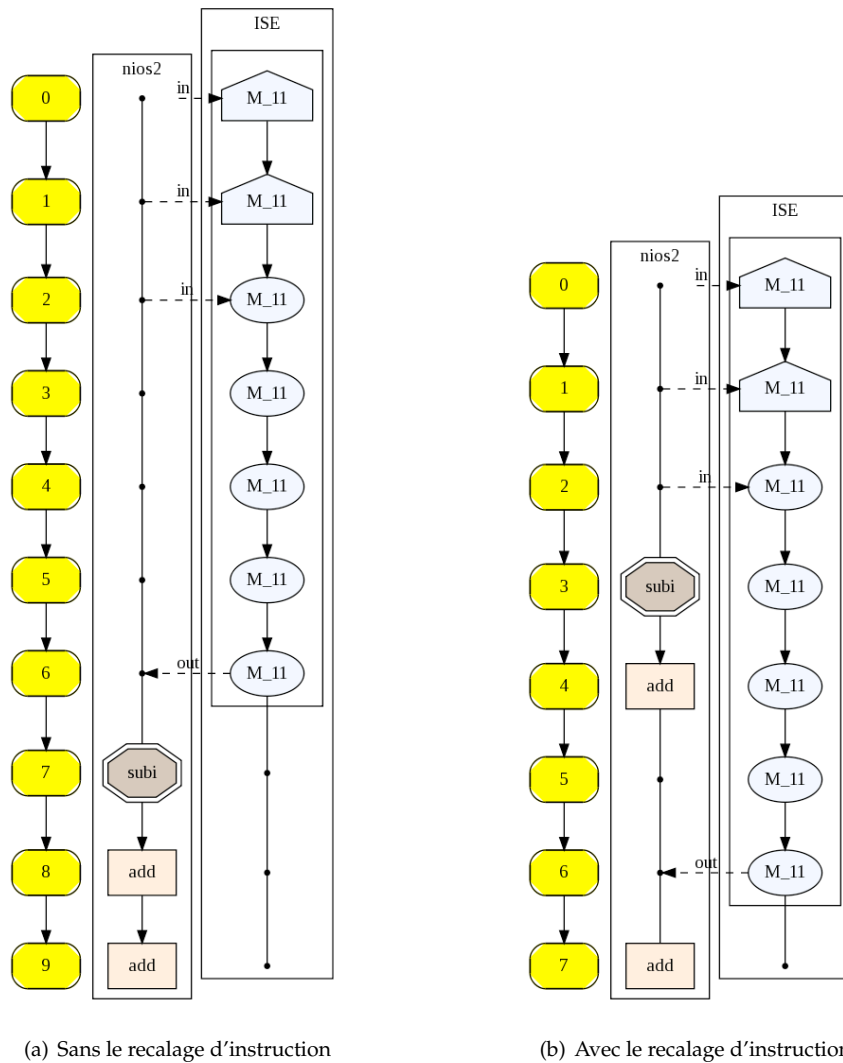 ISE
nios2
0
in
M_11
1
in
M_11
2
in
M_11
3
M_11
4
M_11
5
M_11
6
out
M_11
7
subi
8
add
9
add
(a) Sans le recalage d'instruction
ISE
nios2
0
in
M_11
1
in
M_11
2
in
M_11
3
subi
M_11
4
add
M_11
5
M_11
6
out
M_11
7
add
(b) Avec le recalage d'instruction